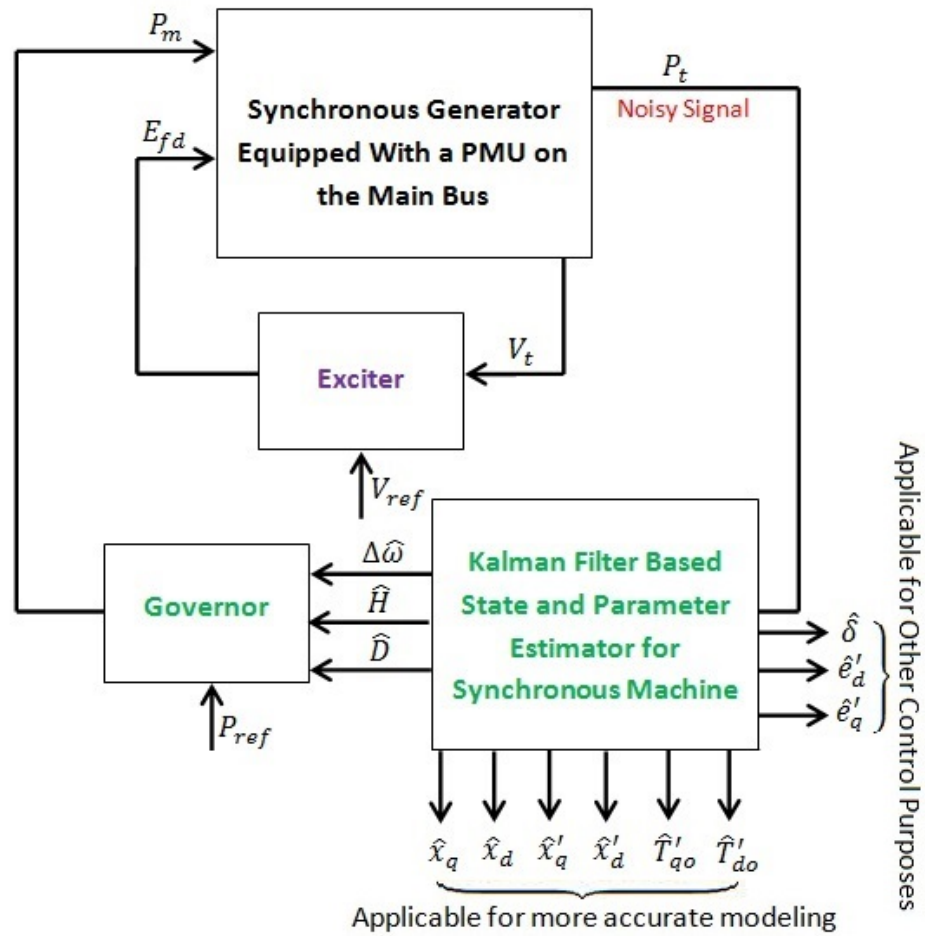 P_m
P_t
Noisy Signal
Synchronous Generator
Equipped With a PMU on
the Main Bus
E_fd
V_t
Exciter
V_ref
Δω̂
Ĥ
D̂
Governor
P_ref
Kalman Filter Based
State and Parameter
Estimator for
Synchronous Machine
δ̂
ê′_d
ê′_q
Applicable for Other Control Purposes
x̂_q x̂_d x̂′_q x̂′_d T̂′_qo T̂′_do
Applicable for more accurate modeling